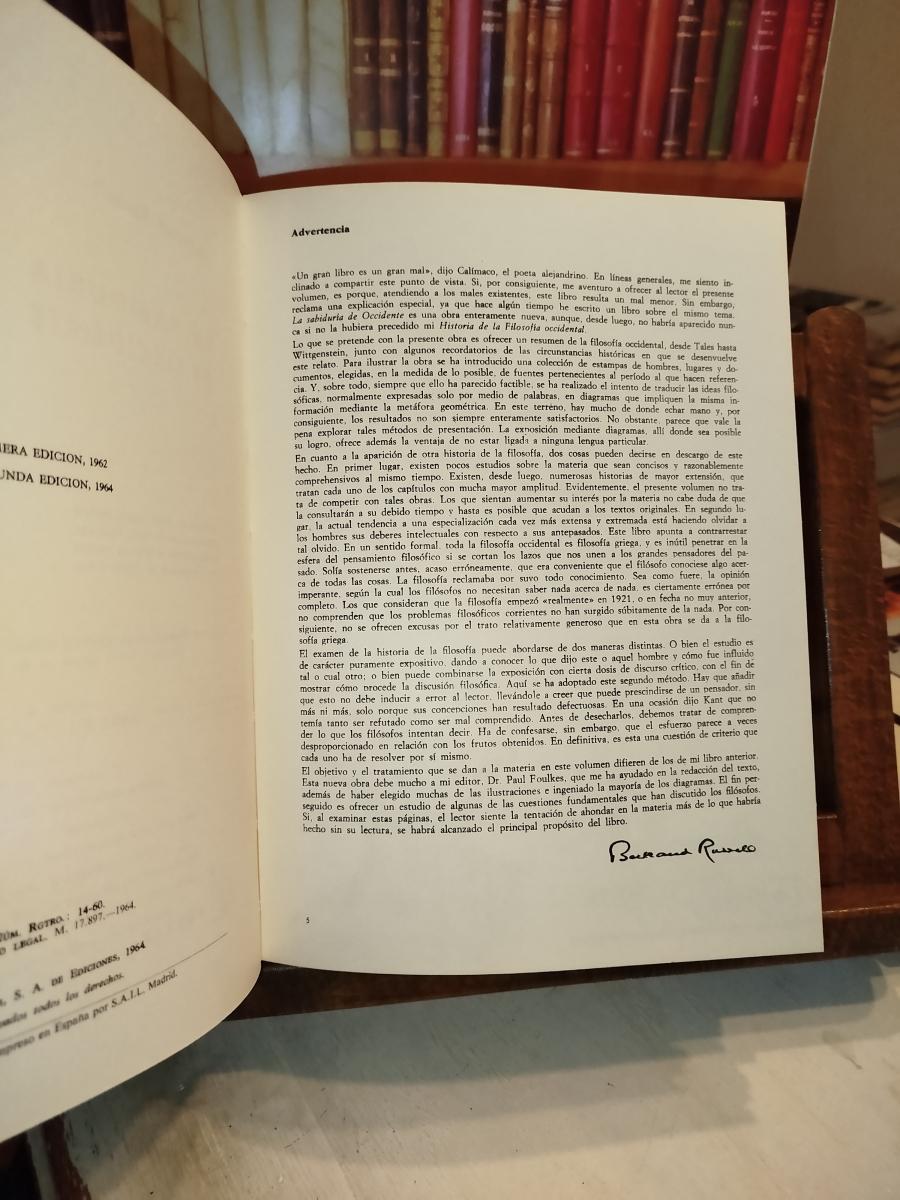 ERA EDICION, 1962
UNDA EDICION, 1964
NÚM. RGTRO.: 14-60.
LEGAL. M. 17.897.—1964.
S. A. DE EDICIONES, 1964
todos los derechos.
en España por S.A.I.L. Madrid.
Advertencia
«Un gran libro es un gran mal», dijo Calímaco, el poeta alejandrino. En líneas generales, me siento in-
clinado a compartir este punto de vista. Si, por consiguiente, me aventuro a ofrecer al lector el presente
volumen, es porque, atendiendo a los males existentes, este libro resulta un mal menor. Sin embargo,
reclama una explicación especial, ya que hace algún tiempo he escrito un libro sobre el mismo tema.
La sabiduría de Occidente es una obra enteramente nueva, aunque, desde luego, no habría aparecido nun-
ca si no la hubiera precedido mi Historia de la Filosofía occidental.
Lo que se pretende con la presente obra es ofrecer un resumen de la filosofía occidental, desde Tales hasta
Wittgenstein, junto con algunos recordatorios de las circunstancias históricas en que se desenvuelve
este relato. Para ilustrar la obra se ha introducido una colección de estampas de hombres, lugares y do-
cumentos, elegidas, en la medida de lo posible, de fuentes pertenecientes al período al que hacen referen-
cia. Y, sobre todo, siempre que ello ha parecido factible, se ha realizado el intento de traducir las ideas filo-
sóficas, normalmente expresadas solo por medio de palabras, en diagramas que impliquen la misma in-
formación mediante la metáfora geométrica. En este terreno, hay mucho de donde echar mano y, por
consiguiente, los resultados no son siempre enteramente satisfactorios. No obstante, parece que vale la
pena explorar tales métodos de presentación. La exposición mediante diagramas, allí donde sea posible
su logro, ofrece además la ventaja de no estar ligada a ninguna lengua particular.
En cuanto a la aparición de otra historia de la filosofía, dos cosas pueden decirse en descargo de este
hecho. En primer lugar, existen pocos estudios sobre la materia que sean concisos y razonablemente
comprehensivos al mismo tiempo. Existen, desde luego, numerosas historias de mayor extensión, que
tratan cada uno de los capítulos con mucha mayor amplitud. Evidentemente, el presente volumen no tra-
ta de competir con tales obras. Los que sientan aumentar su interés por la materia no cabe duda de que
la consultarán a su debido tiempo y hasta es posible que acudan a los textos originales. En segundo lu-
gar, la actual tendencia a una especialización cada vez más extensa y extremada está haciendo olvidar a
los hombres sus deberes intelectuales con respecto a sus antepasados. Este libro apunta a contrarrestar
tal olvido. En un sentido formal, toda la filosofía occidental es filosofía griega, y es inútil penetrar en la
esfera del pensamiento filosófico si se cortan los lazos que nos unen a los grandes pensadores del pa-
sado. Solía sostenerse antes, acaso erróneamente, que era conveniente que el filósofo conociese algo acer-
ca de todas las cosas. La filosofía reclamaba por suyo todo conocimiento. Sea como fuere, la opinión
imperante, según la cual los filósofos no necesitan saber nada acerca de nada, es ciertamente errónea por
completo. Los que consideran que la filosofía empezó «realmente» en 1921, o en fecha no muy anterior,
no comprenden que los problemas filosóficos corrientes no han surgido súbitamente de la nada. Por con-
siguiente, no se ofrecen excusas por el trato relativamente generoso que en esta obra se da a la filo-
sofía griega.
El examen de la historia de la filosofía puede abordarse de dos maneras distintas. O bien el estudio es
de carácter puramente expositivo, dando a conocer lo que dijo este o aquel hombre y cómo fue influido
tal o cual otro; o bien puede combinarse la exposición con cierta dosis de discurso crítico, con el fin de
mostrar cómo procede la discusión filosófica. Aquí se ha adoptado este segundo método. Hay que añadir
que esto no debe inducir a error al lector, llevándole a creer que puede prescindirse de un pensador, sin
más ni más, solo porque sus concepciones han resultado defectuosas. En una ocasión dijo Kant que no
temía tanto ser refutado como ser mal comprendido. Antes de desecharlos, debemos tratar de compren-
der lo que los filósofos intentan decir. Ha de confesarse, sin embargo, que el esfuerzo parece a veces
desproporcionado en relación con los frutos obtenidos. En definitiva, es esta una cuestión de criterio que
cada uno ha de resolver por sí mismo.
El objetivo y el tratamiento que se dan a la materia en este volumen difieren de los de mi libro anterior.
Esta nueva obra debe mucho a mi editor, Dr. Paul Foulkes, que me ha ayudado en la redacción del texto,
además de haber elegido muchas de las ilustraciones e ingeniado la mayoría de los diagramas. El fin per-
seguido es ofrecer un estudio de algunas de las cuestiones fundamentales que han discutido los filósofos.
Si, al examinar estas páginas, el lector siente la tentación de ahondar en la materia más de lo que habría
hecho sin su lectura, se habrá alcanzado el principal propósito del libro.
Bertrand Russell
5